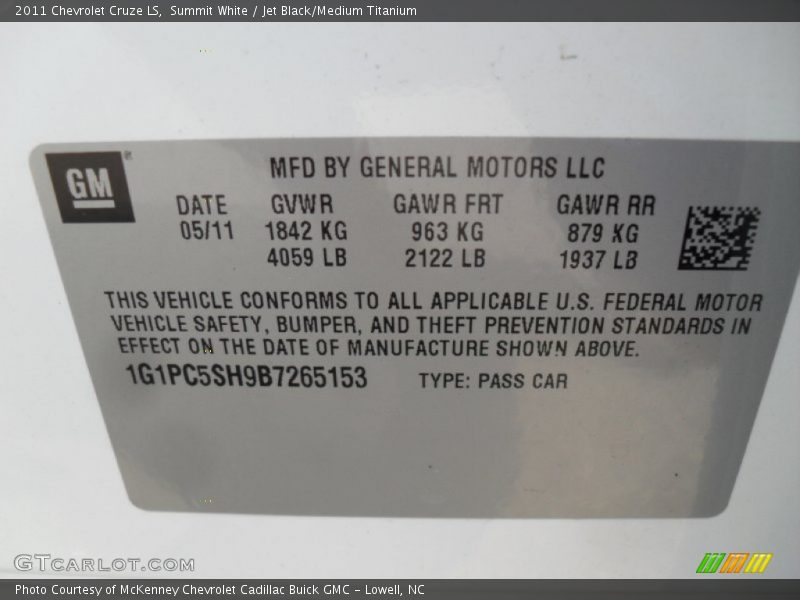 2011 Chevrolet Cruze LS,  Summit White / Jet Black/Medium Titanium
GM®
MFD BY GENERAL MOTORS LLC
DATE GVWR GAWR FRT GAWR RR
05/11 1842 KG 963 KG 879 KG
4059 LB 2122 LB 1937 LB
THIS VEHICLE CONFORMS TO ALL APPLICABLE U.S. FEDERAL MOTOR
VEHICLE SAFETY, BUMPER, AND THEFT PREVENTION STANDARDS IN
EFFECT ON THE DATE OF MANUFACTURE SHOWN ABOVE.
1G1PC5SH9B7265153 TYPE: PASS CAR
GTCARLOT.COM
Photo Courtesy of McKenney Chevrolet Cadillac Buick GMC - Lowell, NC